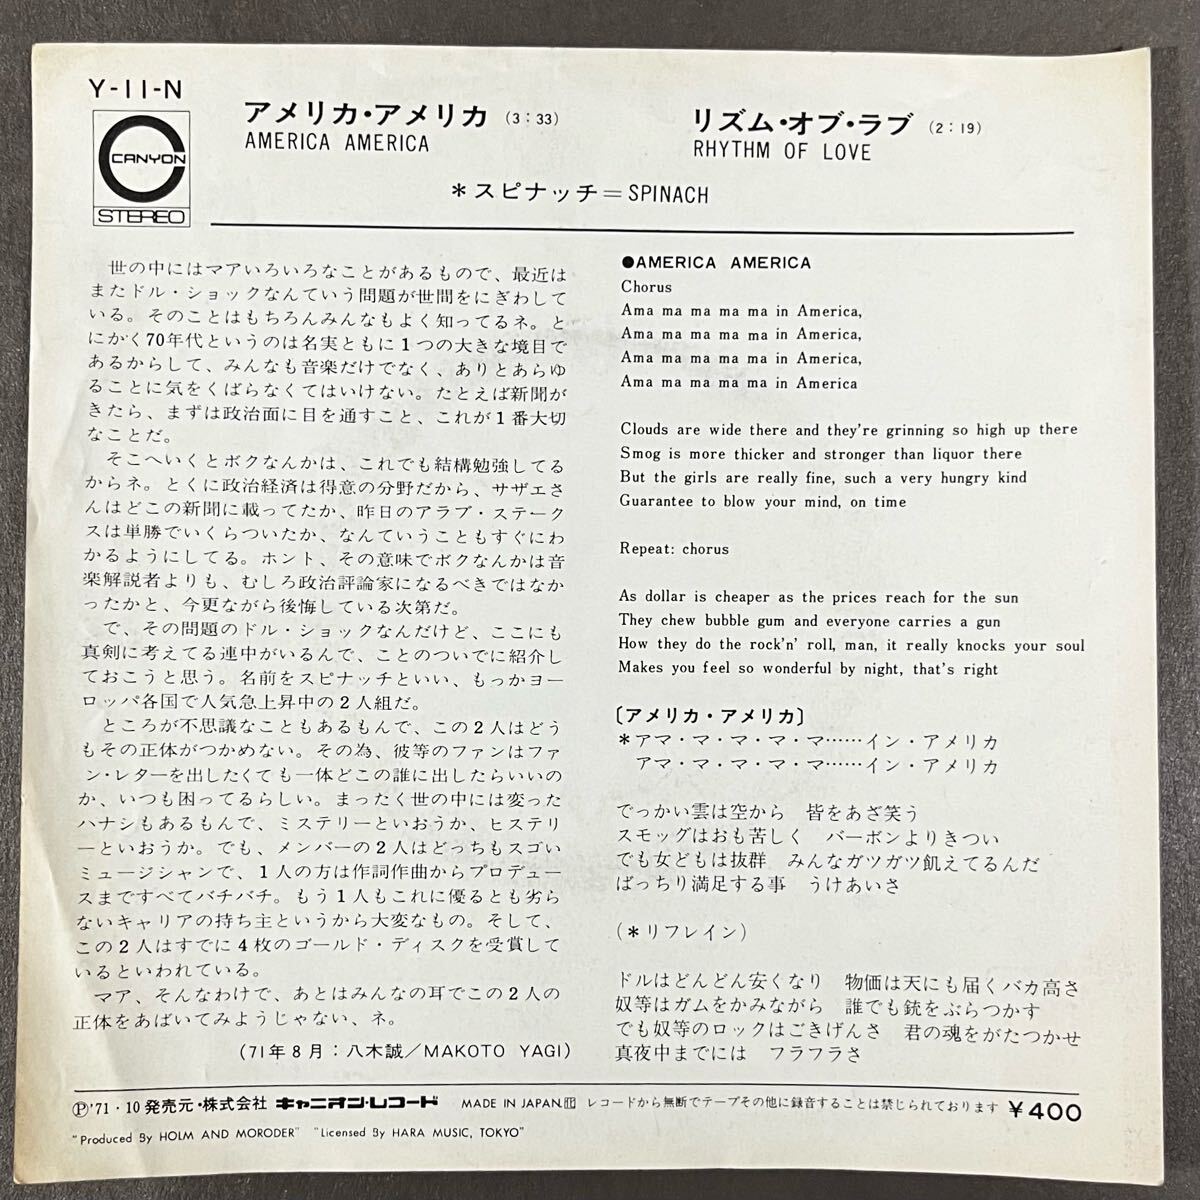 Y-11-N
CANYON
STEREO
アメリカ・アメリカ (3:33)
AMERICA AMERICA
リズム・オブ・ラブ (2:19)
RHYTHM OF LOVE
＊スピナッチ＝SPINACH
世の中にはマアいろいろなことがあるもので、最近は
またドル・ショックなんていう問題が世間をにぎわして
いる。そのことはもちろんみんなもよく知ってるネ。と
にかく70年代というのは名実ともに1つの大きな境目で
あるからして、みんなも音楽だけでなく、ありとあらゆ
ることに気をくばらなくてはいけない。たとえば新聞が
きたら、まずは政治面に目を通すこと、これが1番大切
なことだ。
そこへいくとボクなんかは、これでも結構勉強してる
からネ。とくに政治経済は得意の分野だから、サザエさ
んはどこの新聞に載ってたか、昨日のアラブ・ステーク
スは単勝でいくらついたか、なんていうこともすぐにわ
かるようにしてる。ホント、その意味でボクなんかは音
楽解説者よりも、むしろ政治評論家になるべきではなか
ったかと、今更ながら後悔している次第だ。
で、その問題のドル・ショックなんだけど、ここにも
真剣に考えてる連中がいるんで、ことのついでに紹介し
ておこうと思う。名前をスピナッチといい、もっかヨー
ロッパ各国で人気急上昇中の2人組だ。
ところが不思議なこともあるもんで、この2人はどう
もその正体がつかめない。その為、彼等のファンはファ
ン・レターを出したくても一体どこの誰に出したらいいの
か、いつも困ってるらしい。まったく世の中には変った
ハナシもあるもんで、ミステリーといおうか、ヒステリ
ーといおうか。でも、メンバーの2人はどっちもスゴい
ミュージシャンで、1人の方は作詞作曲からプロデュー
スまですべてバチバチ。もう1人もこれに優るとも劣ら
ないキャリアの持ち主というから大変なもの。そして、
この2人はすでに4枚のゴールド・ディスクを受賞して
いるといわれている。
マア、そんなわけで、あとはみんなの耳でこの2人の
正体をあばいてみようじゃない、ネ。
(71年8月：八木誠／MAKOTO YAGI)
●AMERICA AMERICA
Chorus
Ama ma ma ma ma in America,
Ama ma ma ma ma in America,
Ama ma ma ma ma in America,
Ama ma ma ma ma in America
Clouds are wide there and they're grinning so high up there
Smog is more thicker and stronger than liquor there
But the girls are really fine, such a very hungry kind
Guarantee to blow your mind, on time
Repeat: chorus
As dollar is cheaper as the prices reach for the sun
They chew bubble gum and everyone carries a gun
How they do the rock'n' roll, man, it really knocks your soul
Makes you feel so wonderful by night, that's right
〔アメリカ・アメリカ〕
＊アマ・マ・マ・マ・マ……イン・アメリカ
アマ・マ・マ・マ・マ……イン・アメリカ
でっかい雲は空から　皆をあざ笑う
スモッグはおも苦しく　バーボンよりきつい
でも女どもは抜群　みんなガツガツ飢えてるんだ
ばっちり満足する事　うけあいさ
(＊リフレイン)
ドルはどんどん安くなり　物価は天にも届くバカ高さ
奴等はガムをかみながら　誰でも銃をぶらつかす
でも奴等のロックはごきげんさ　君の魂をがたつかせ
真夜中までには　フラフラさ
Ⓟ'71・10 発売元・株式会社 キャニオン・レコード MADE IN JAPAN. レコードから無断でテープその他に録音することは禁じられております ￥400
"Produced By HOLM AND MORODER" "Licensed By HARA MUSIC, TOKYO"